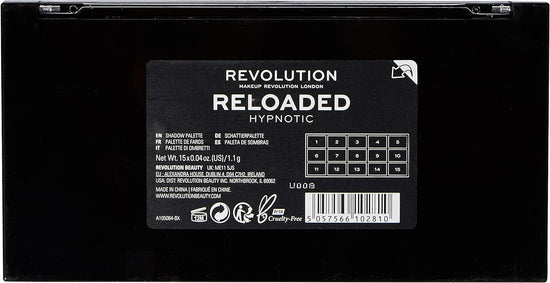 REVOLUTION
MAKEUP REVOLUTION LONDON
RELOADED
HYPNOTIC
EN SHADOW PALETTE DE SCHATTIERPALETTE
FR PALETTE DE FARDS ES PALETA DE SOMBRAS
IT PALETTA DI OMBRETTI
Net Wt. 15x0.04oz.(US)/1.1g
REVOLUTION BEAUTY UK: ME11 5JS
EU: ALEXANDRA HOUSE, DUBLIN 4, D04 C7H2, IRELAND
USA: DIST. REVOLUTION BEAUTY INC. NORTHBROOK, IL 60062
MADE IN CHINA | FABRIQUÉ EN CHINE.
WWW.REVOLUTIONBEAUTY.COM
1 2 3 4 5
6 7 8 9 10
11 12 13 14 15
A105064-BX
12M
Cruelty-Free
5 057566 102810